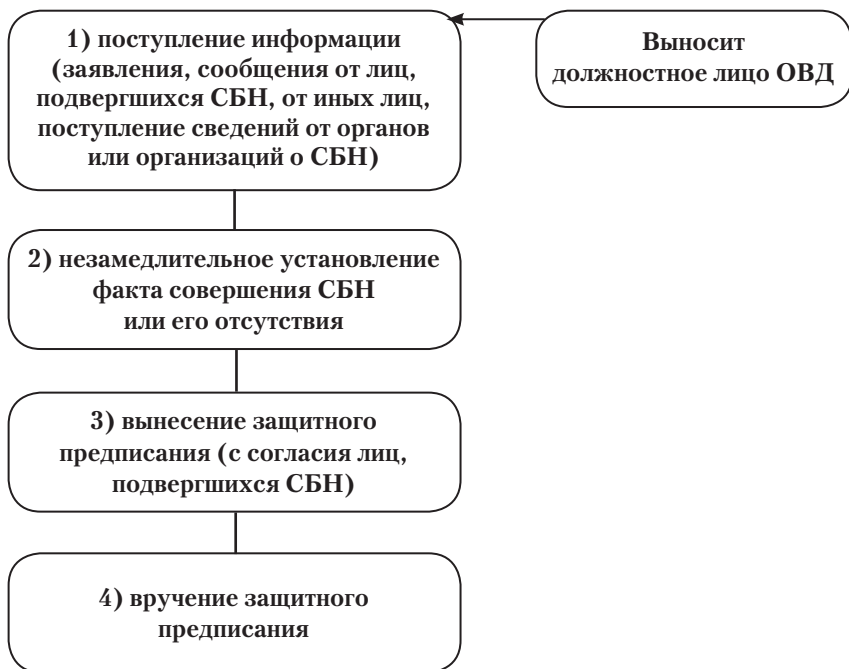 1) поступление информации
(заявления, сообщения от лиц,
подвергшихся СБН, от иных лиц,
поступление сведений от органов
или организаций о СБН)
Выносит
должностное лицо ОВД
2) незамедлительное установление
факта совершения СБН
или его отсутствия
3) вынесение защитного
предписания (с согласия лиц,
подвергшихся СБН)
4) вручение защитного
предписания